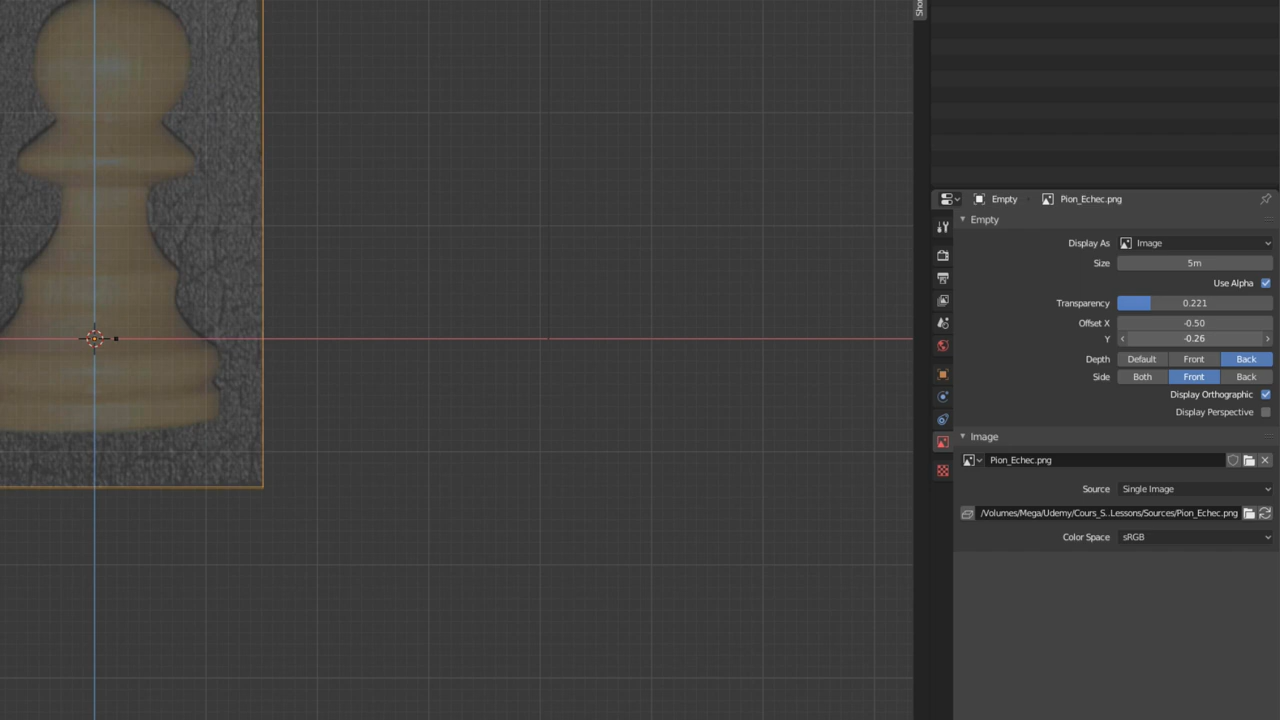 Sho
Empty Pion_Echec.png
Empty
Display As Image
Size 5m
Use Alpha
Transparency 0.221
Offset X -0.50
Y -0.26
Depth Default Front Back
Side Both Front Back
Display Orthographic
Display Perspective
Image
Pion_Echec.png
Source Single Image
/Volumes/Mega/Udemy/Cours_S..Lessons/Sources/Pion_Echec.png
Color Space sRGB